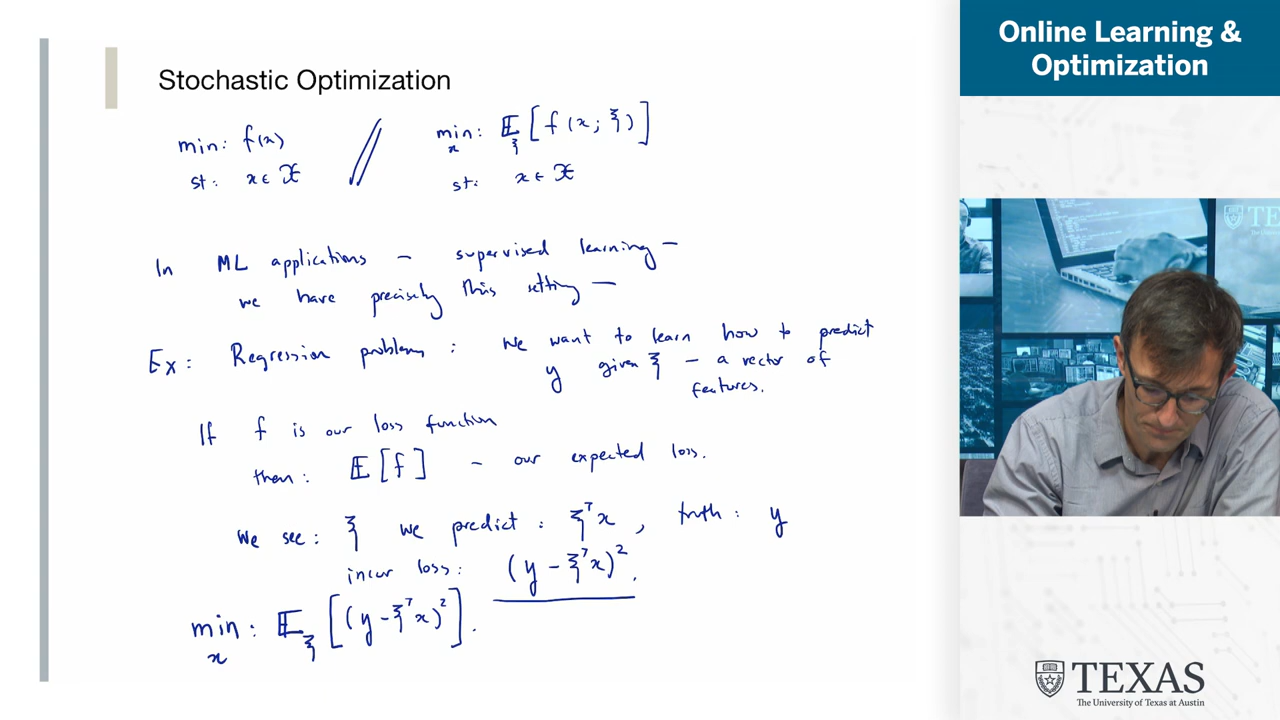 Stochastic Optimization
min: f(x)
st: x ∈ 𝒳
min: 𝔼 [f(x; ξ)]
x ξ
st: x ∈ 𝒳
In ML applications – supervised learning –
we have precisely this setting –
Ex: Regression problem: We want to learn how to predict
y given ξ – a vector of
features.
If f is our loss function
then: 𝔼[f] – our expected loss.
We see: ξ we predict: ξᵀx, truth: y
incur loss: (y - ξᵀx)².
min: 𝔼 [(y - ξᵀx)²].
x ξ
Online Learning &
Optimization
TE
TEXAS
The University of Texas at Austin